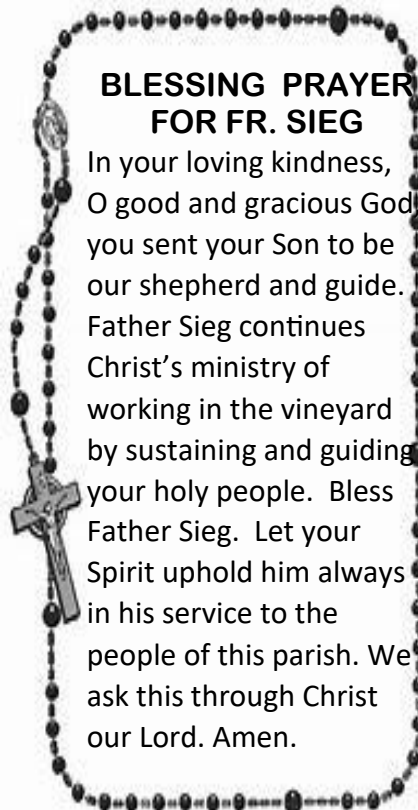 BLESSING PRAYER
FOR FR. SIEG
In your loving kindness,
O good and gracious God
you sent your Son to be
our shepherd and guide.
Father Sieg continues
Christ’s ministry of
working in the vineyard
by sustaining and guiding
your holy people. Bless
Father Sieg. Let your
Spirit uphold him always
in his service to the
people of this parish. We
ask this through Christ
our Lord. Amen.